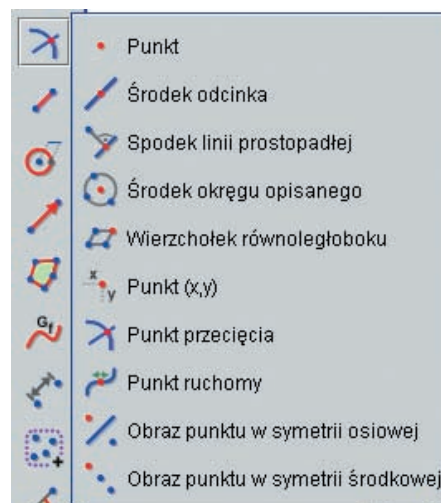 Punkt
Środek odcinka
Spodek linii prostopadłej
Środek okręgu opisanego
Wierzchołek równoległoboku
x
y
Punkt (x,y)
Punkt przecięcia
Gf
Punkt ruchomy
Obraz punktu w symetrii osiowej
Obraz punktu w symetrii środkowej